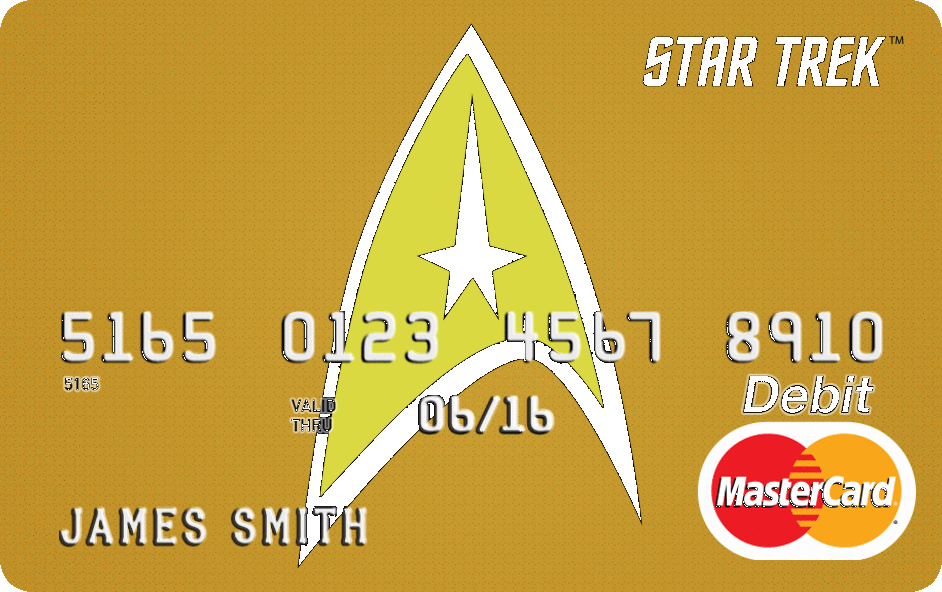 STAR TREK™
5165 0123 4567 8910
5165
VALID
THRU
06/16
Debit
MasterCard
JAMES SMITH